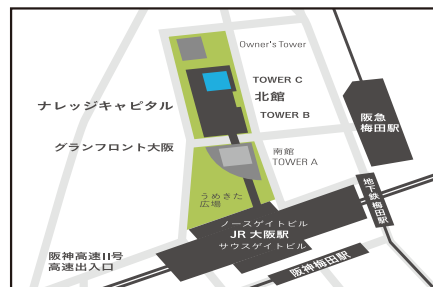 Owner's Tower
TOWER C
北館
TOWER B
ナレッジキャピタル
阪急
梅田駅
グランフロント大阪
南館
TOWER A
うめきた
広場
地下鉄梅田駅
ノースゲイトビル
JR 大阪駅
サウスゲイトビル
阪神高速11号
高速出入口
阪神梅田駅